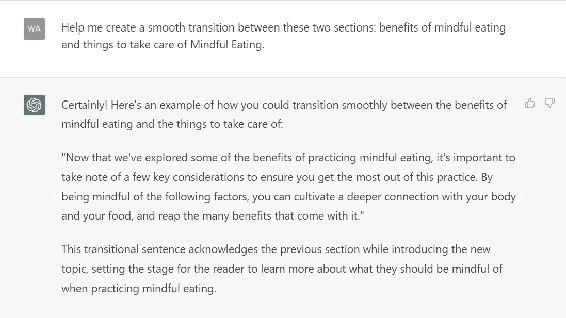 WA
Help me create a smooth transition between these two sections: benefits of mindful eating
and things to take care of Mindful Eating.
Certainly! Here's an example of how you could transition smoothly between the benefits of
mindful eating and the things to take care of:
"Now that we've explored some of the benefits of practicing mindful eating, it's important to
take note of a few key considerations to ensure you get the most out of this practice. By
being mindful of the following factors, you can cultivate a deeper connection with your body
and your food, and reap the many benefits that come with it."
This transitional sentence acknowledges the previous section while introducing the new
topic, setting the stage for the reader to learn more about what they should be mindful of
when practicing mindful eating.